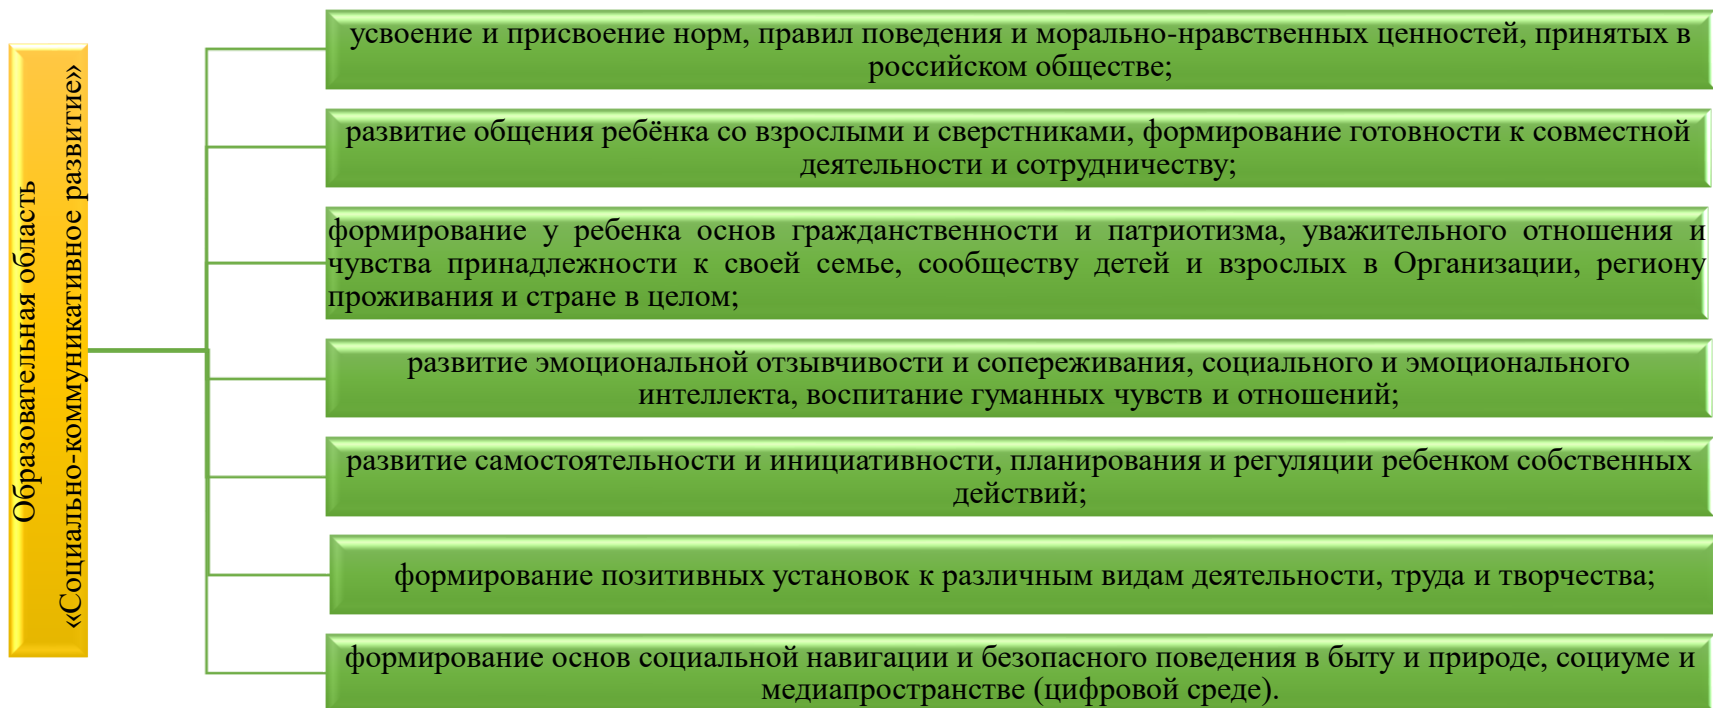 Образовательная область
«Социально-коммуникативное развитие»
усвоение и присвоение норм, правил поведения и морально-нравственных ценностей, принятых в
российском обществе;
развитие общения ребёнка со взрослыми и сверстниками, формирование готовности к совместной
деятельности и сотрудничеству;
формирование у ребенка основ гражданственности и патриотизма, уважительного отношения и
чувства принадлежности к своей семье, сообществу детей и взрослых в Организации, региону
проживания и стране в целом;
развитие эмоциональной отзывчивости и сопереживания, социального и эмоционального
интеллекта, воспитание гуманных чувств и отношений;
развитие самостоятельности и инициативности, планирования и регуляции ребенком собственных
действий;
формирование позитивных установок к различным видам деятельности, труда и творчества;
формирование основ социальной навигации и безопасного поведения в быту и природе, социуме и
медиапространстве (цифровой среде).